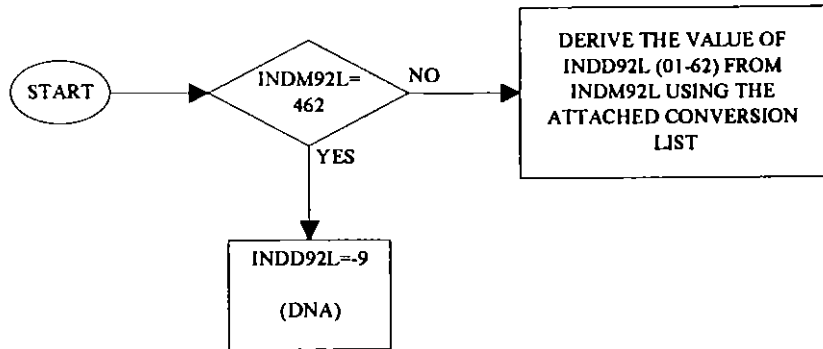 START
INDM92L=
462
NO
YES
DERIVE THE VALUE OF
INDD92L (01-62) FROM
INDM92L USING THE
ATTACHED CONVERSION
LIST
INDD92L=-9
(DNA)